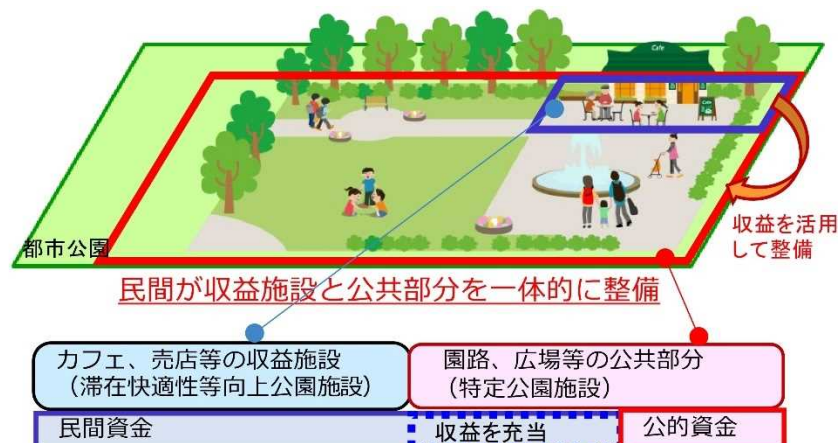 Cafe
Cafe
収益を活用
して整備
都市公園
民間が収益施設と公共部分を一体的に整備
カフェ、売店等の収益施設
（滞在快適性等向上公園施設）
園路、広場等の公共部分
（特定公園施設）
民間資金
収益を充当
公的資金